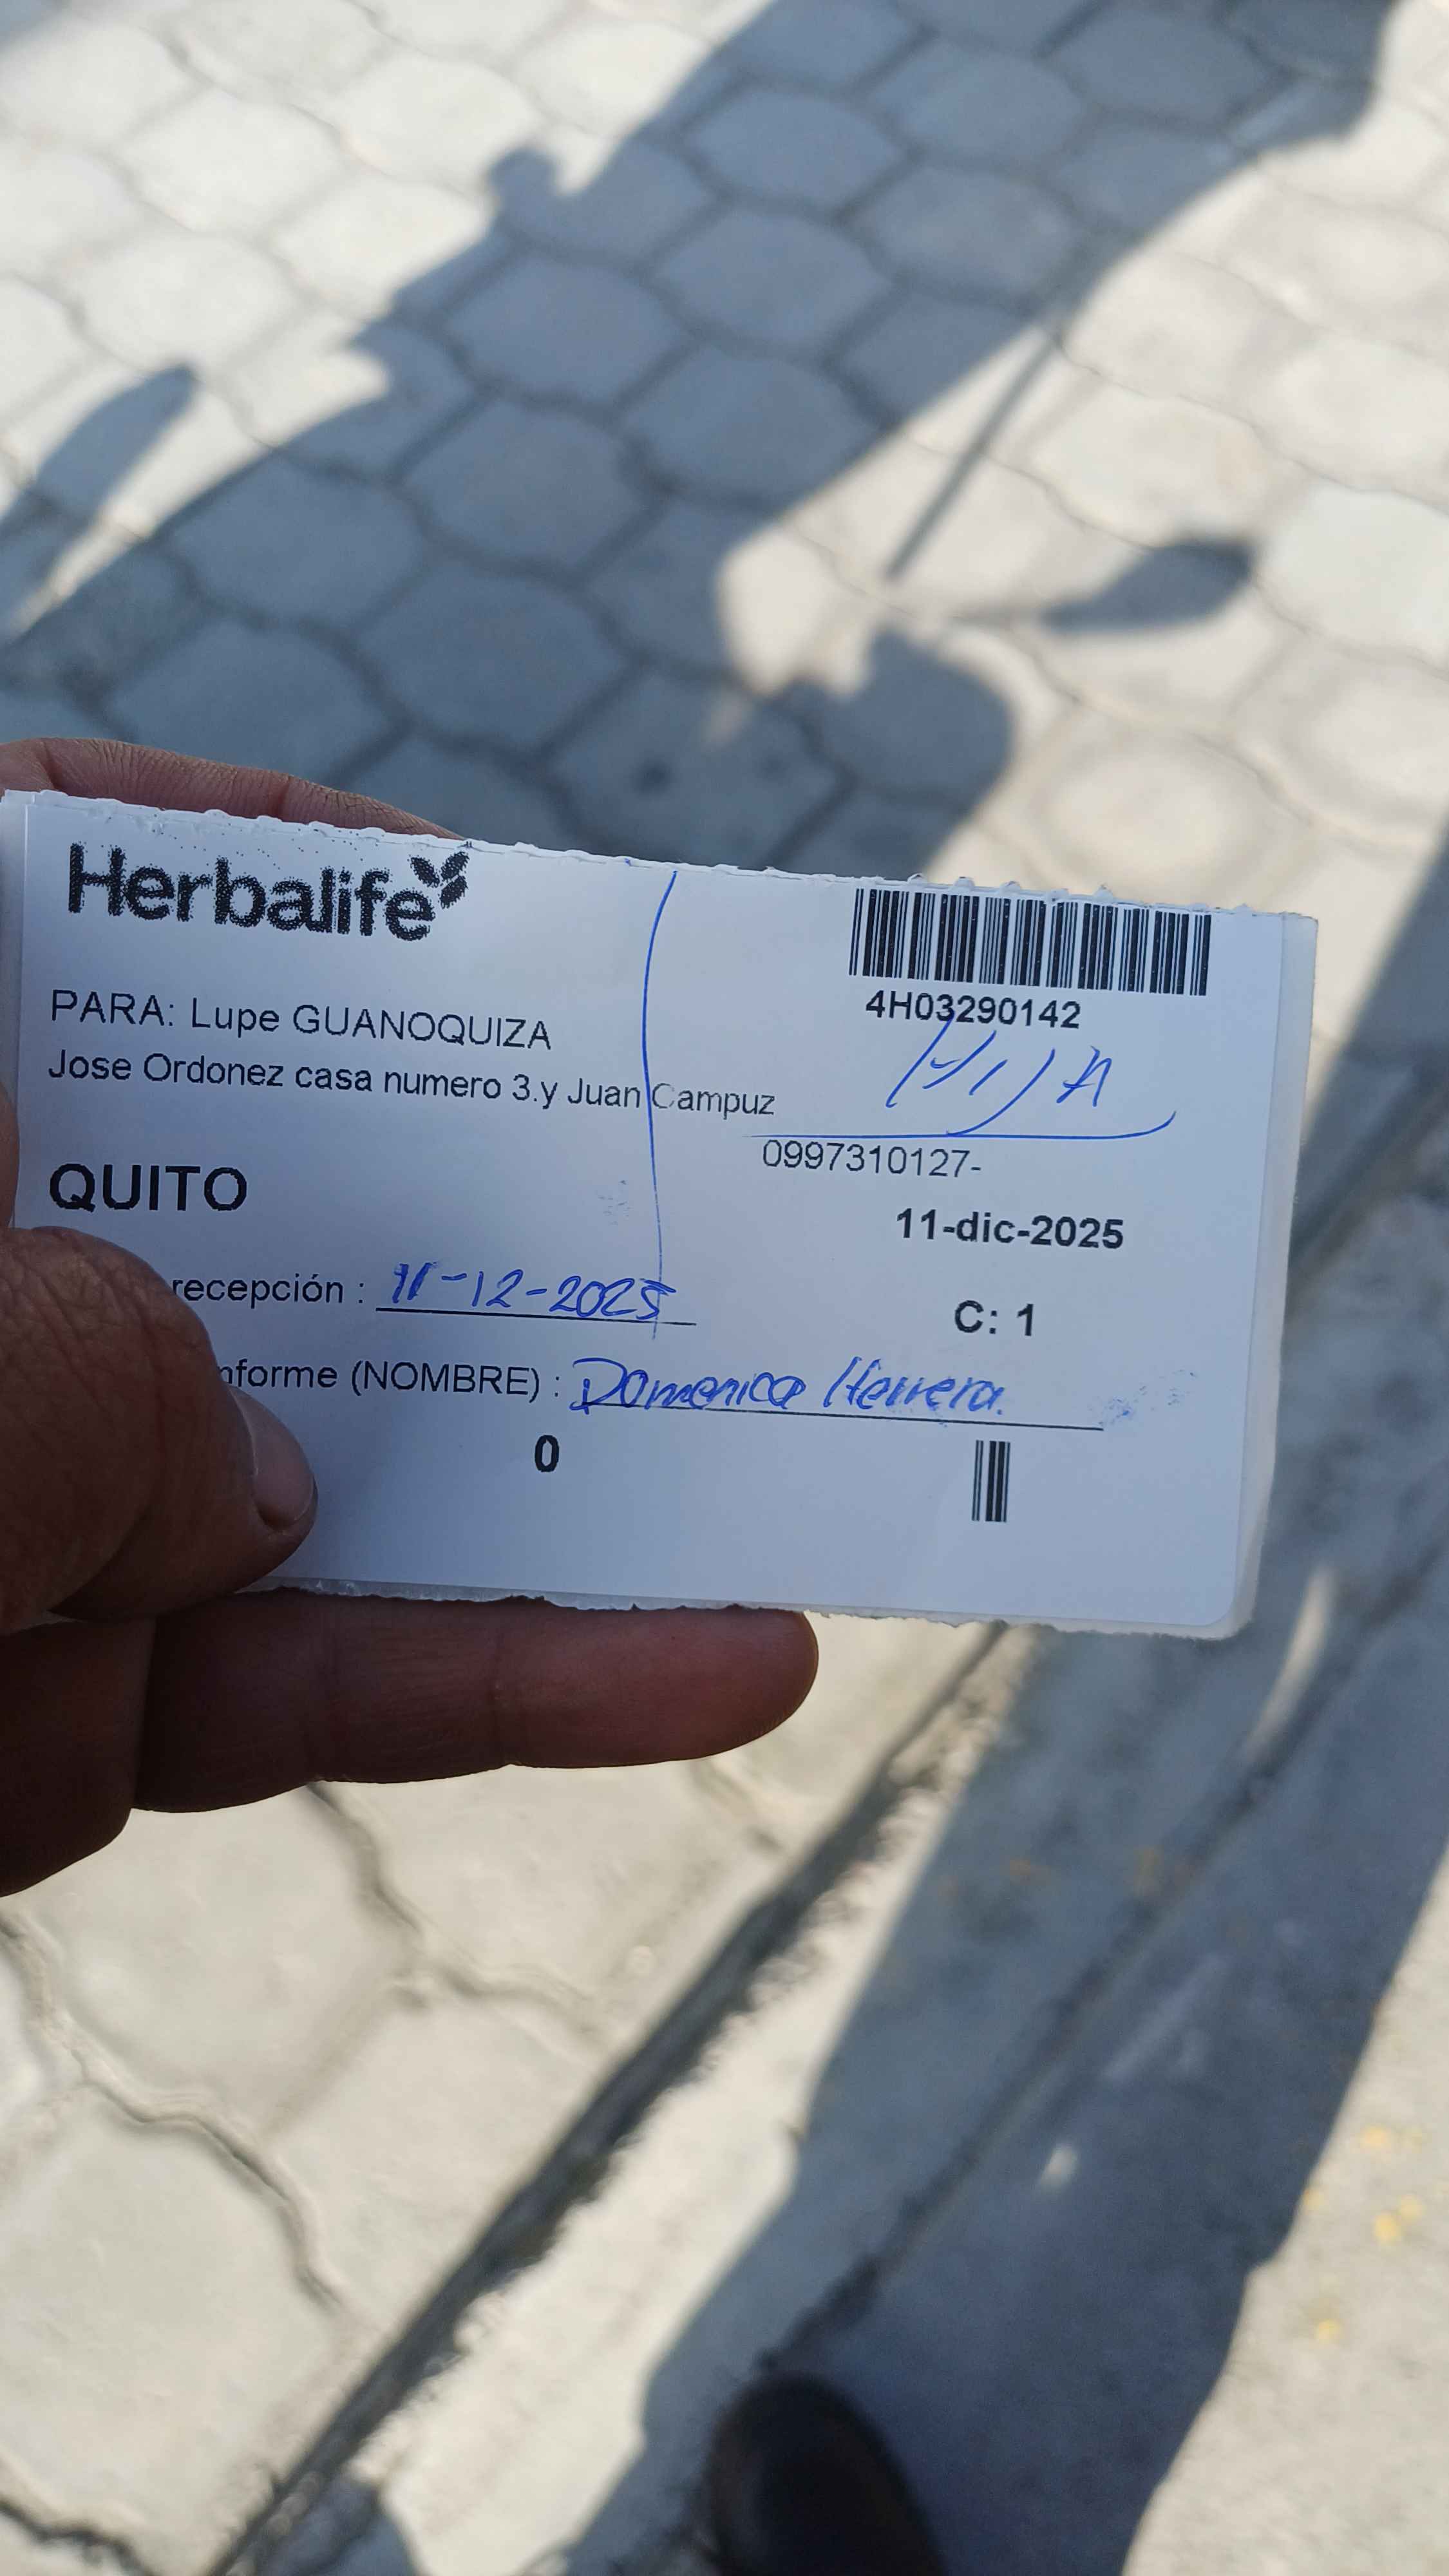 Herbalife
4H03290142
PARA: Lupe GUANOQUIZA
HIJA
Jose Ordonez casa numero 3.y Juan Campuz
0997310127-
QUITO
11-dic-2025
recepción : 11-12-2025
C: 1
nforme (NOMBRE) : Domenica Herrera.
0